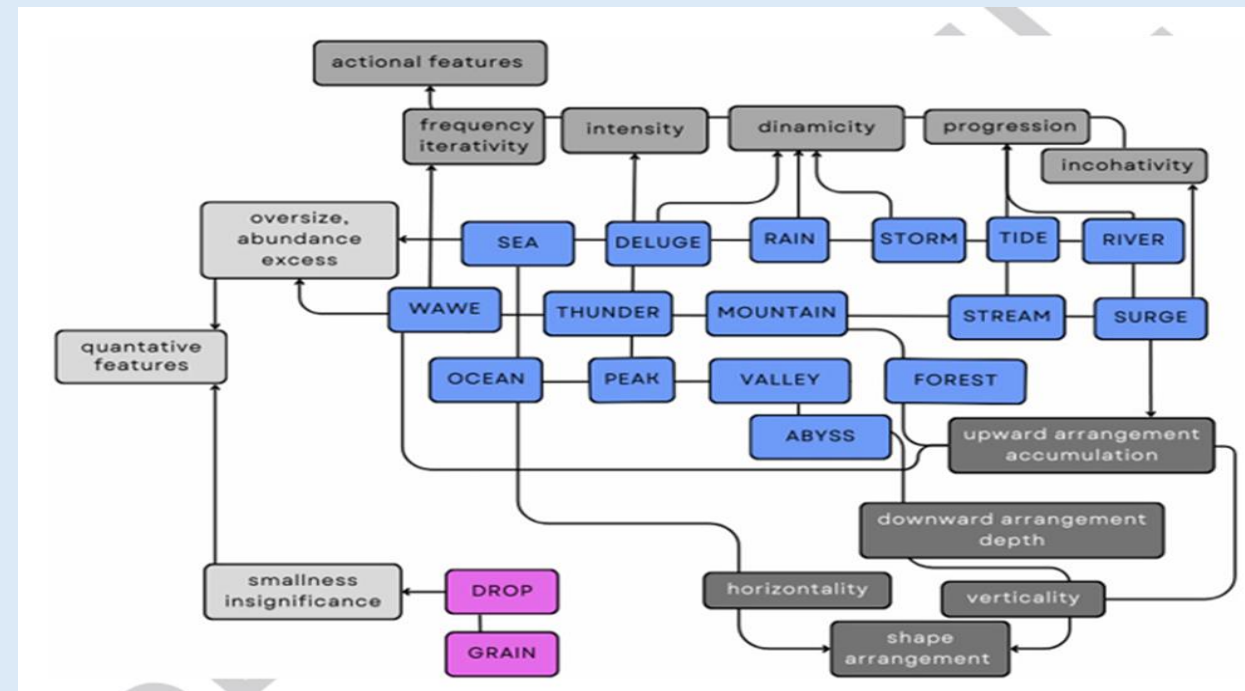 actional features
frequency
iterativity
intensity
dinamicity
progression
incohativity
oversize,
abundance
excess
SEA
DELUGE
RAIN
STORM
TIDE
RIVER
WAWE
THUNDER
MOUNTAIN
STREAM
SURGE
quantative
features
OCEAN
PEAK
VALLEY
FOREST
ABYSS
upward arrangement
accumulation
downward arrangement
depth
smallness
insignificance
DROP
horizontality
verticality
GRAIN
shape
arrangement